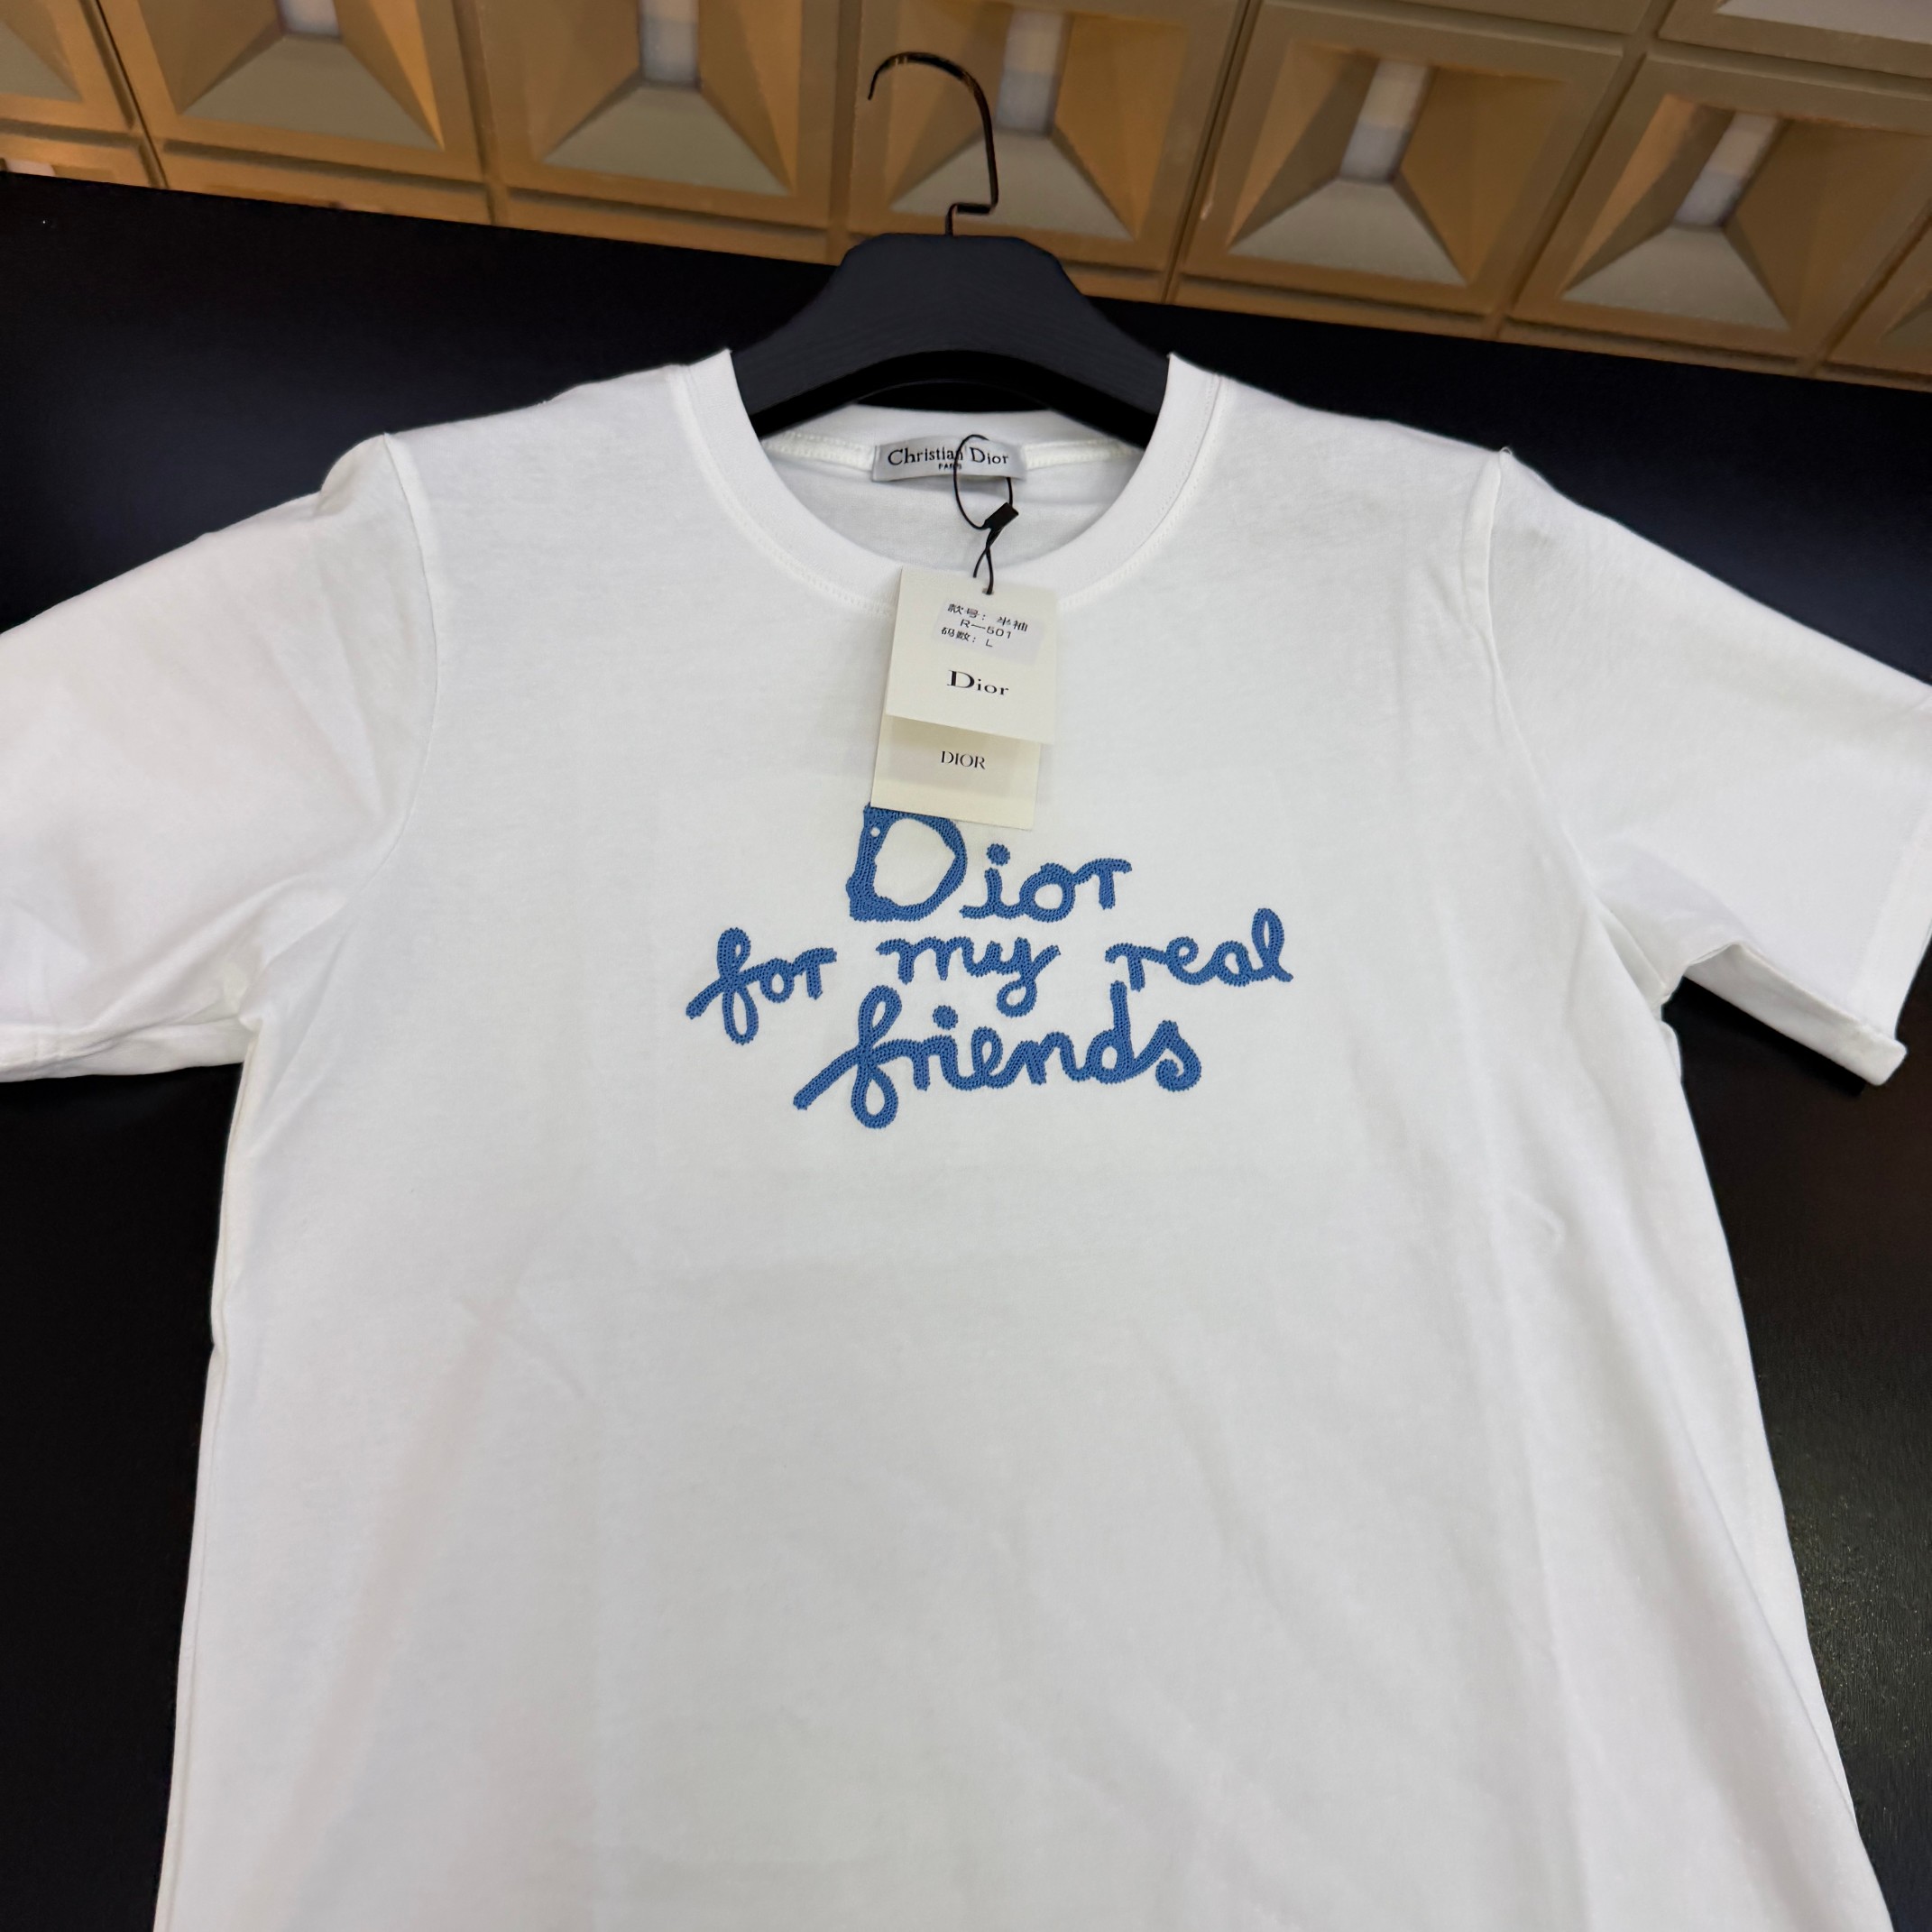 Christian Dior
PARIS
款号: 半袖
R—501
码数: L
Dior
DIOR
Dior
for my real
friends